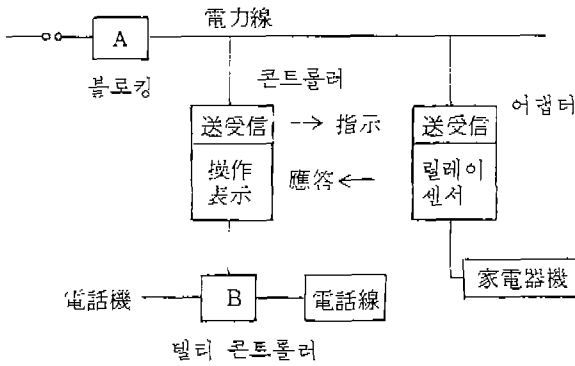 電力線
A
블로킹
콘트롤러
어댑터
送受信
--→ 指示
送受信
操作
表示
應答←--
릴레이
센서
家電器機
電話機
B
電話線
텔티 콘트롤러